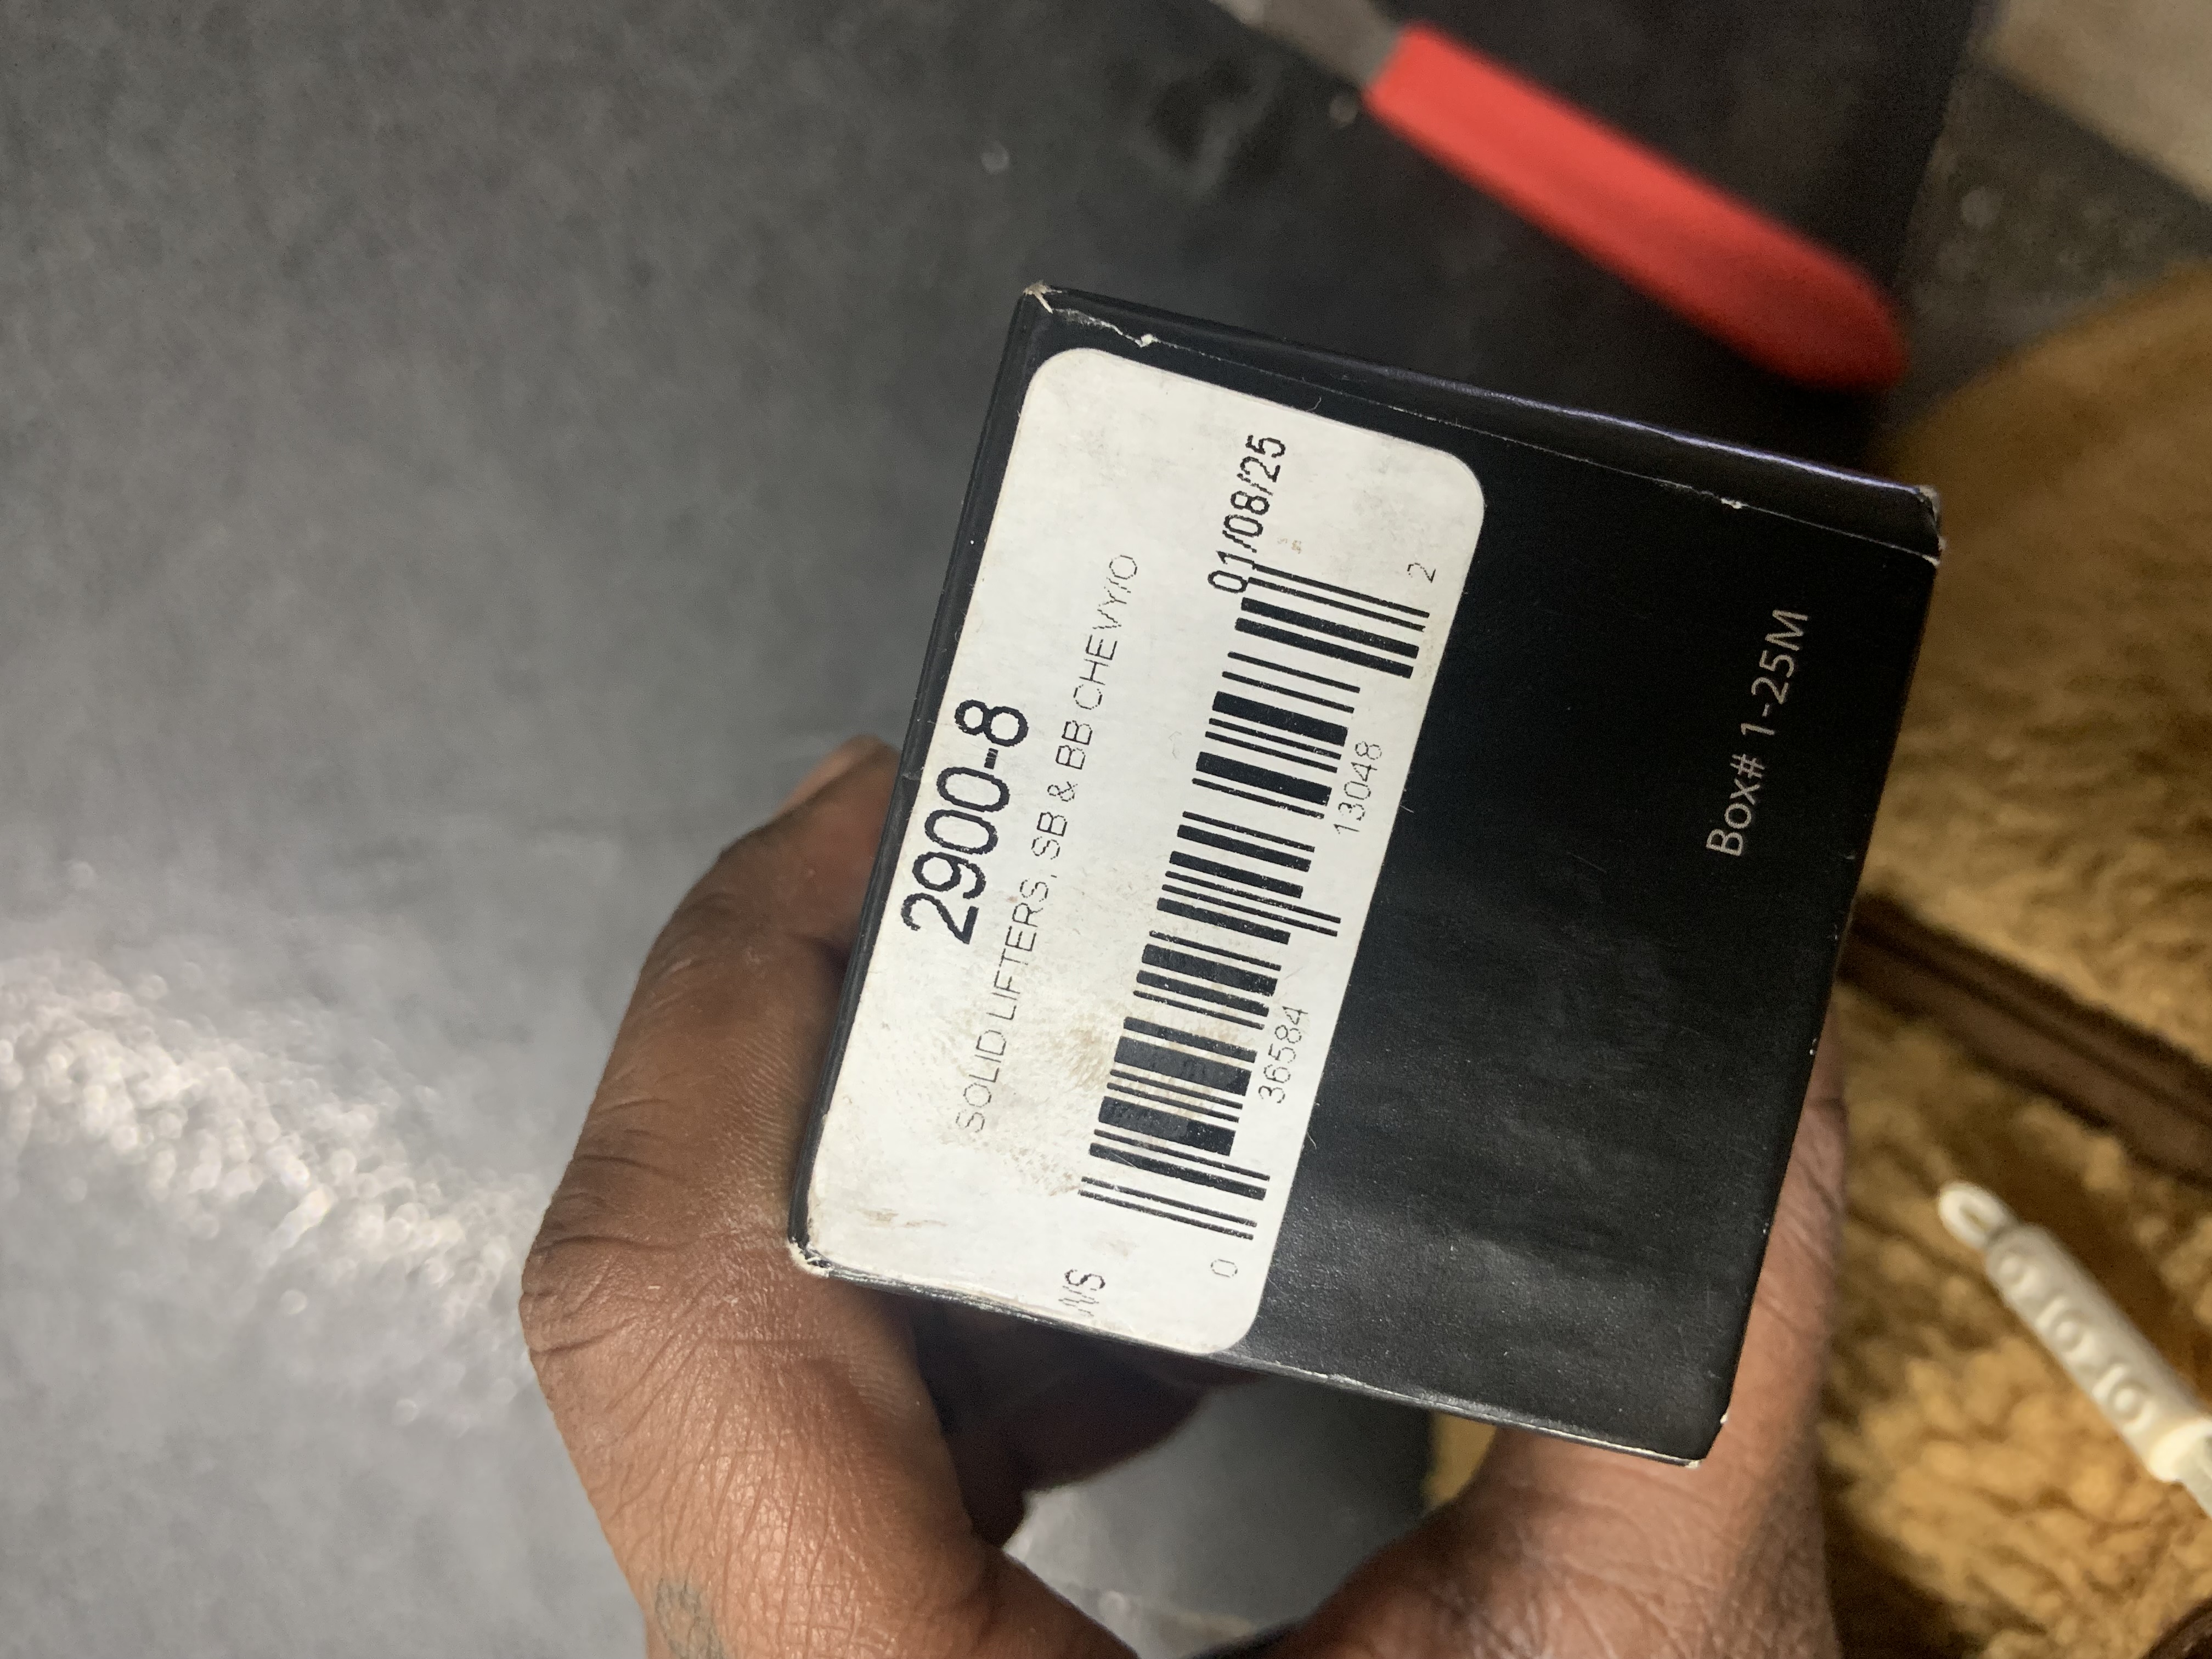 2900-8
SOLID LIFTERS, SB & BB CHEVY/O
01/08/25
0 36584 13048 2
Box# 1-25M